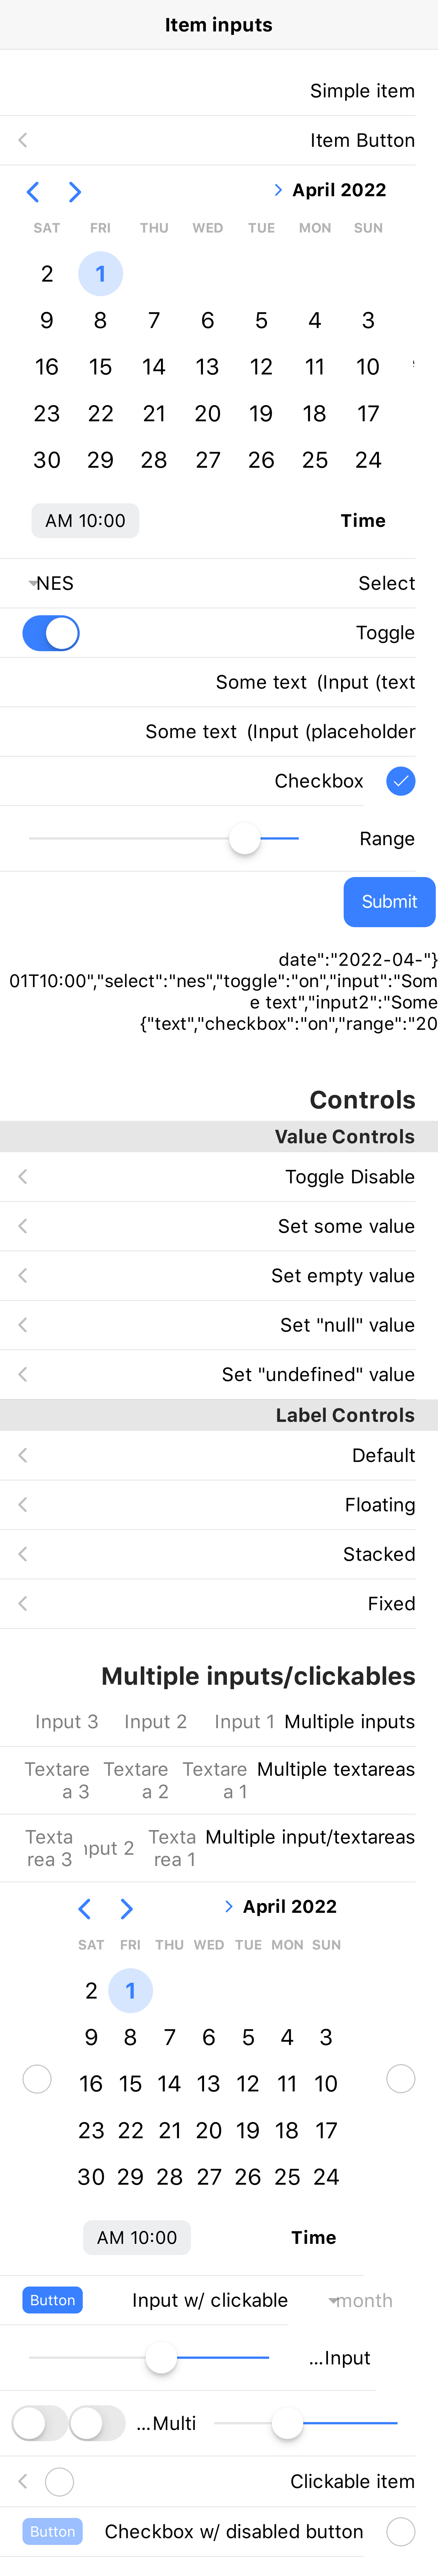 Item inputs
Simple item
Item Button
April 2022
SAT FRI THU WED TUE MON SUN
2 1
9 8 7 6 5 4 3
16 15 14 13 12 11 10
23 22 21 20 19 18 17
30 29 28 27 26 25 24
AM 10:00 Time
NES Select
Toggle
Some text (Input (text
Some text (Input (placeholder
Checkbox
Range
Submit
date":"2022-04-"}
01T10:00","select":"nes","toggle":"on","input":"Som
e text","input2":"Some
{"text","checkbox":"on","range":"20
Controls
Value Controls
Toggle Disable
Set some value
Set empty value
Set "null" value
Set "undefined" value
Label Controls
Default
Floating
Stacked
Fixed
Multiple inputs/clickables
Input 3 Input 2 Input 1 Multiple inputs
Textare Textare Textare Multiple textareas
a 3 a 2 a 1
Texta nput 2 Texta Multiple input/textareas
rea 3 rea 1
April 2022
SAT FRI THU WED TUE MON SUN
2 1
9 8 7 6 5 4 3
16 15 14 13 12 11 10
23 22 21 20 19 18 17
30 29 28 27 26 25 24
AM 10:00 Time
Button Input w/ clickable month
...Input
...Multi
Clickable item
Button Checkbox w/ disabled button